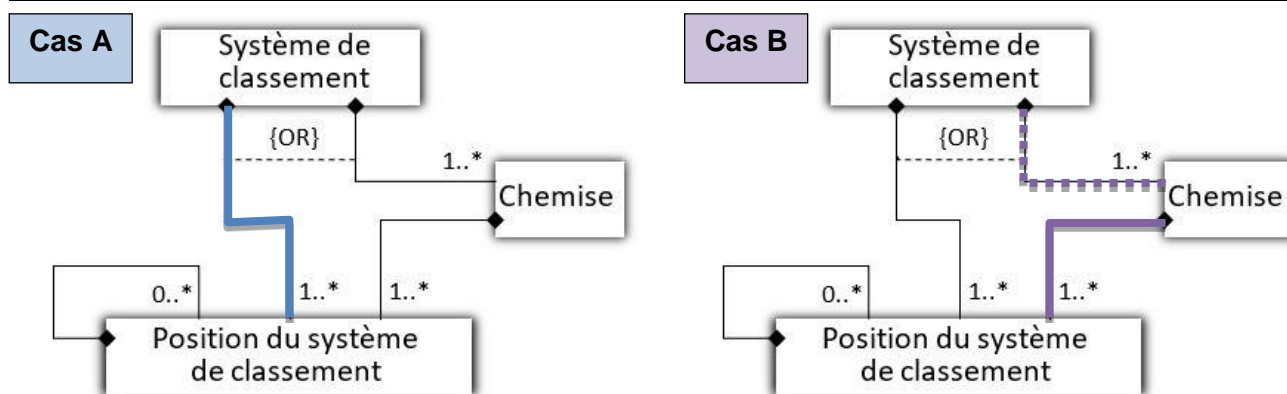 Cas A
Système de
classement
{OR}
1..*
Chemise
0..*
1..*
1..*
Position du système
de classement
Cas B
Système de
classement
{OR}
1..*
Chemise
0..*
1..*
1..*
Position du système
de classement